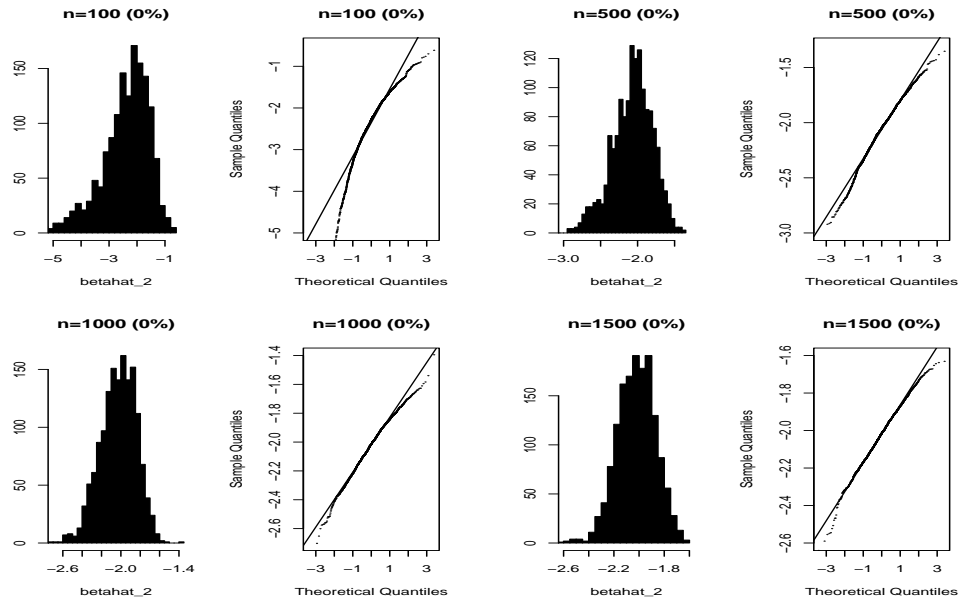 n=100 (0%)
0 50 100 150
−5 −3 −1
betahat_2
n=100 (0%)
Sample Quantiles
−5 −4 −3 −2 −1
−3 −1 1 3
Theoretical Quantiles
n=500 (0%)
0 20 40 60 80 120
−3.0 −2.0
betahat_2
n=500 (0%)
Sample Quantiles
−3.0 −2.5 −2.0 −1.5
−3 −1 1 3
Theoretical Quantiles
n=1000 (0%)
0 50 100 150
−2.6 −2.0 −1.4
betahat_2
n=1000 (0%)
Sample Quantiles
−2.6 −2.4 −2.2 −2.0 −1.8 −1.6 −1.4
−3 −1 1 3
Theoretical Quantiles
n=1500 (0%)
0 50 100 150
−2.6 −2.2 −1.8
betahat_2
n=1500 (0%)
Sample Quantiles
−2.6 −2.4 −2.2 −2.0 −1.8 −1.6
−3 −1 1 3
Theoretical Quantiles